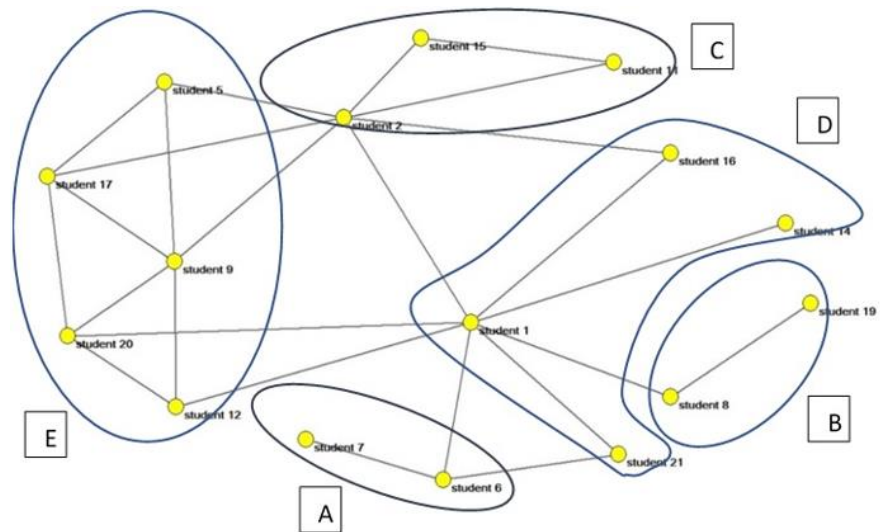 student 15
student 11
C
student 5
student 2
D
student 16
student 17
student 14
student 9
student 19
student 1
student 20
student 8
student 12
B
E
student 7
student 21
student 6
A